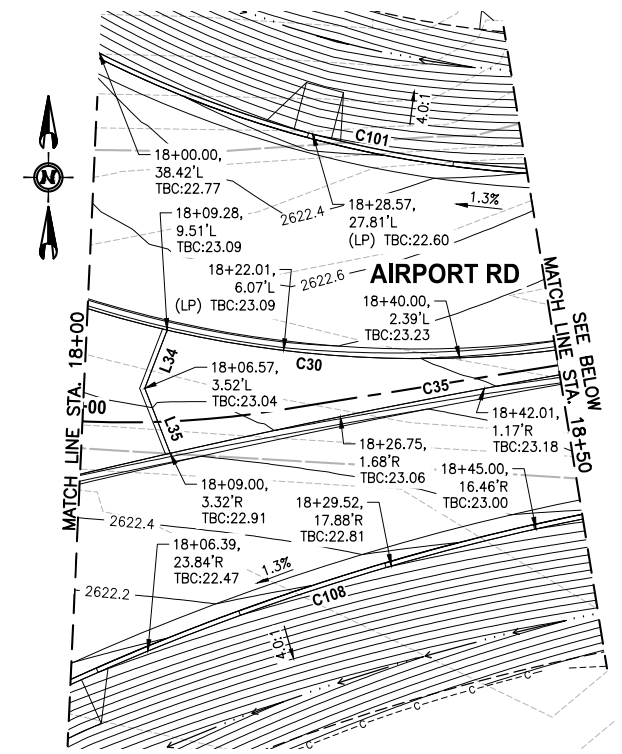 4.0:1
C101
18+00.00,
38.42'L
TBC:22.77
N
2622.4
18+28.57,
27.81'L
(LP) TBC:22.60
1.3%
18+09.28,
9.51'L
TBC:23.09
18+22.01,
6.07'L
(LP) TBC:23.09
2622.6
AIRPORT RD
18+40.00,
2.39'L
TBC:23.23
MATCH LINE STA. 18+00
MATCH LINE STA. 18+50
SEE BELOW
L34
C30
18+06.57,
3.52'L
TBC:23.04
C35
-00
L35
18+42.01,
1.17'R
TBC:23.18
18+26.75,
1.68'R
TBC:23.06
18+09.00,
3.32'R
TBC:22.91
18+45.00,
16.46'R
TBC:23.00
18+29.52,
17.88'R
TBC:22.81
2622.4
18+06.39,
23.84'R
TBC:22.47
1.3%
2622.2
C108
4.0:1
C
C
C
C
C
C